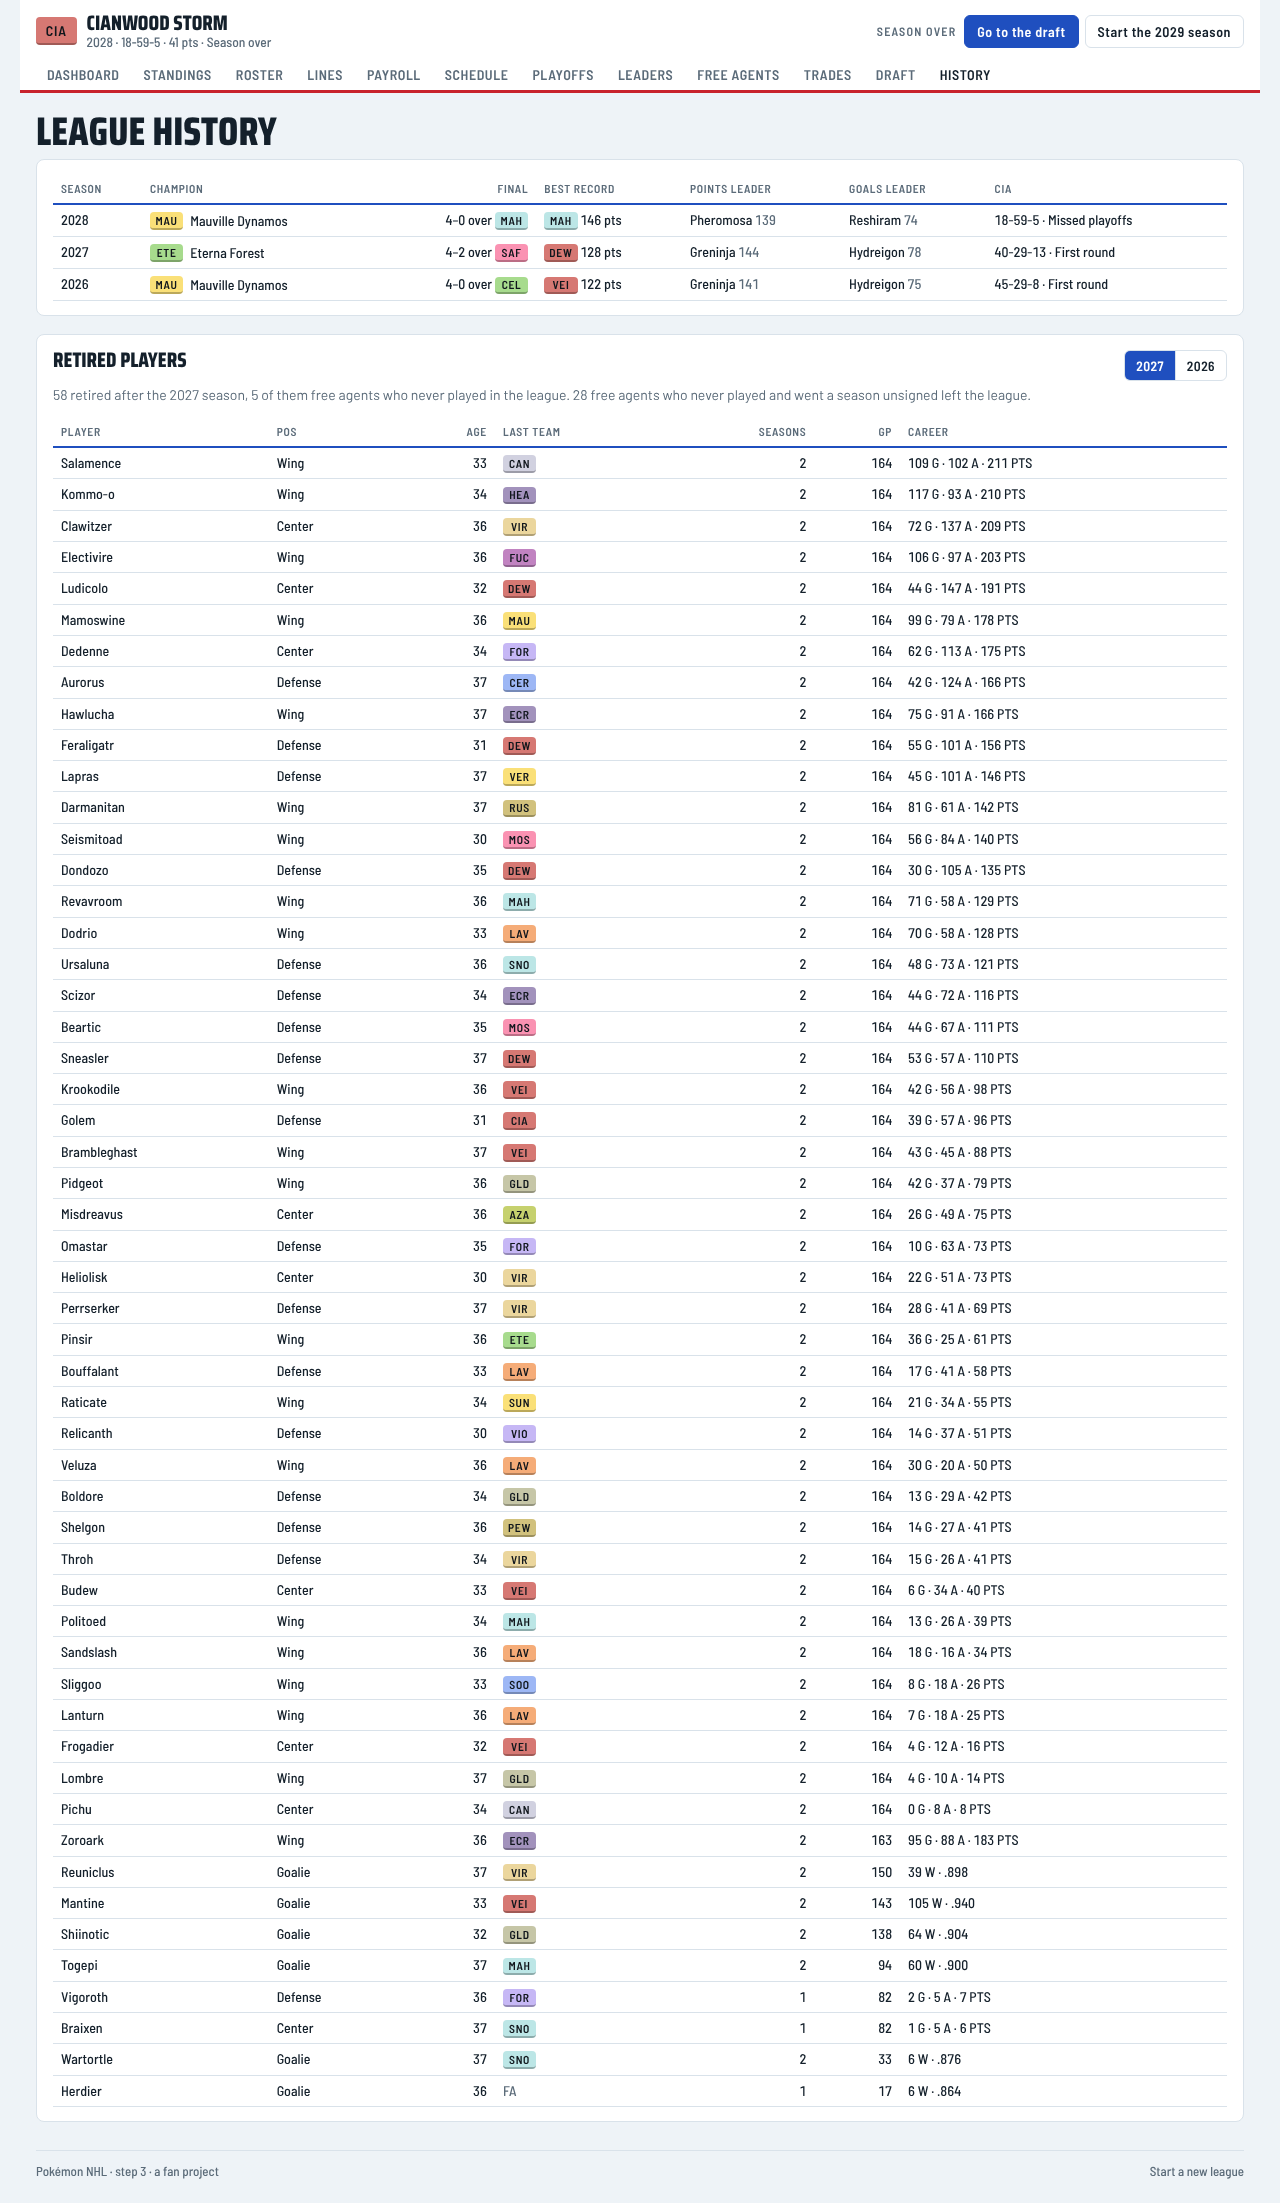 CIA
CIANWOOD STORM
2028 · 18-59-5 · 41 pts · Season over
SEASON OVER Go to the draft Start the 2029 season
DASHBOARD STANDINGS ROSTER LINES PAYROLL SCHEDULE PLAYOFFS LEADERS FREE AGENTS TRADES DRAFT HISTORY
LEAGUE HISTORY
SEASON CHAMPION FINAL BEST RECORD POINTS LEADER GOALS LEADER CIA
2028 MAU Mauville Dynamos 4-0 over MAH MAH 146 pts Pheromosa 139 Reshiram 74 18-59-5 · Missed playoffs
2027 ETE Eterna Forest 4-2 over SAF DEW 128 pts Greninja 144 Hydreigon 78 40-29-13 · First round
2026 MAU Mauville Dynamos 4-0 over CEL VEI 122 pts Greninja 141 Hydreigon 75 45-29-8 · First round
RETIRED PLAYERS 2027 2026
58 retired after the 2027 season, 5 of them free agents who never played in the league. 28 free agents who never played and went a season unsigned left the league.
PLAYER POS AGE LAST TEAM SEASONS GP CAREER
Salamence Wing 33 CAN 2 164 109 G · 102 A · 211 PTS
Kommo-o Wing 34 HEA 2 164 117 G · 93 A · 210 PTS
Clawitzer Center 36 VIR 2 164 72 G · 137 A · 209 PTS
Electivire Wing 36 FUC 2 164 106 G · 97 A · 203 PTS
Ludicolo Center 32 DEW 2 164 44 G · 147 A · 191 PTS
Mamoswine Wing 36 MAU 2 164 99 G · 79 A · 178 PTS
Dedenne Center 34 FOR 2 164 62 G · 113 A · 175 PTS
Aurorus Defense 37 CER 2 164 42 G · 124 A · 166 PTS
Hawlucha Wing 37 ECR 2 164 75 G · 91 A · 166 PTS
Feraligatr Defense 31 DEW 2 164 55 G · 101 A · 156 PTS
Lapras Defense 37 VER 2 164 45 G · 101 A · 146 PTS
Darmanitan Wing 37 RUS 2 164 81 G · 61 A · 142 PTS
Seismitoad Wing 30 MOS 2 164 56 G · 84 A · 140 PTS
Dondozo Defense 35 DEW 2 164 30 G · 105 A · 135 PTS
Revavroom Wing 36 MAH 2 164 71 G · 58 A · 129 PTS
Dodrio Wing 33 LAV 2 164 70 G · 58 A · 128 PTS
Ursaluna Defense 36 SNO 2 164 48 G · 73 A · 121 PTS
Scizor Defense 34 ECR 2 164 44 G · 72 A · 116 PTS
Beartic Defense 35 MOS 2 164 44 G · 67 A · 111 PTS
Sneasler Defense 37 DEW 2 164 53 G · 57 A · 110 PTS
Krookodile Wing 36 VEI 2 164 42 G · 56 A · 98 PTS
Golem Defense 31 CIA 2 164 39 G · 57 A · 96 PTS
Brambleghast Wing 37 VEI 2 164 43 G · 45 A · 88 PTS
Pidgeot Wing 36 GLD 2 164 42 G · 37 A · 79 PTS
Misdreavus Center 36 AZA 2 164 26 G · 49 A · 75 PTS
Omastar Defense 35 FOR 2 164 10 G · 63 A · 73 PTS
Heliolisk Center 30 VIR 2 164 22 G · 51 A · 73 PTS
Perrserker Defense 37 VIR 2 164 28 G · 41 A · 69 PTS
Pinsir Wing 36 ETE 2 164 36 G · 25 A · 61 PTS
Bouffalant Defense 33 LAV 2 164 17 G · 41 A · 58 PTS
Raticate Wing 34 SUN 2 164 21 G · 34 A · 55 PTS
Relicanth Defense 30 VIO 2 164 14 G · 37 A · 51 PTS
Veluza Wing 36 LAV 2 164 30 G · 20 A · 50 PTS
Boldore Defense 34 GLD 2 164 13 G · 29 A · 42 PTS
Shelgon Defense 36 PEW 2 164 14 G · 27 A · 41 PTS
Throh Defense 34 VIR 2 164 15 G · 26 A · 41 PTS
Budew Center 33 VEI 2 164 6 G · 34 A · 40 PTS
Politoed Wing 34 MAH 2 164 13 G · 26 A · 39 PTS
Sandslash Wing 36 LAV 2 164 18 G · 16 A · 34 PTS
Sliggoo Wing 33 SOO 2 164 8 G · 18 A · 26 PTS
Lanturn Wing 36 LAV 2 164 7 G · 18 A · 25 PTS
Frogadier Center 32 VEI 2 164 4 G · 12 A · 16 PTS
Lombre Wing 37 GLD 2 164 4 G · 10 A · 14 PTS
Pichu Center 34 CAN 2 164 0 G · 8 A · 8 PTS
Zoroark Wing 36 ECR 2 163 95 G · 88 A · 183 PTS
Reuniclus Goalie 37 VIR 2 150 39 W · .898
Mantine Goalie 33 VEI 2 143 105 W · .940
Shiinotic Goalie 32 GLD 2 138 64 W · .904
Togepi Goalie 37 MAH 2 94 60 W · .900
Vigoroth Defense 36 FOR 1 82 2 G · 5 A · 7 PTS
Braixen Center 37 SNO 1 82 1 G · 5 A · 6 PTS
Wartortle Goalie 37 SNO 2 33 6 W · .876
Herdier Goalie 36 FA 1 17 6 W · .864
Pokémon NHL · step 3 · a fan project Start a new league